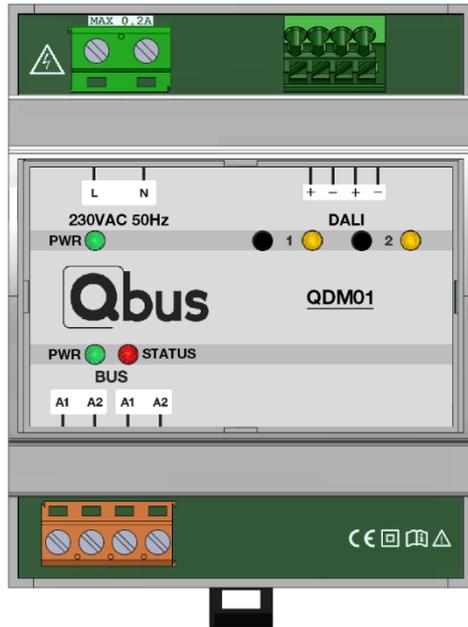 MAX 0,2A
L N + - + -
230VAC 50Hz DALI
PWR 1 2
Qbus QDM01
PWR STATUS
BUS
A1 A2 A1 A2
CE